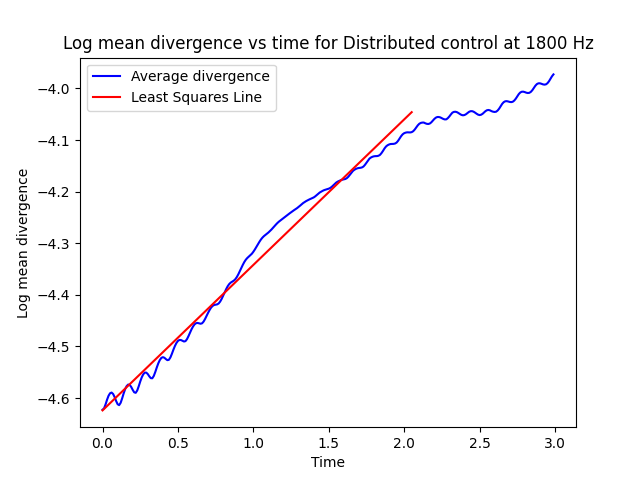 Log mean divergence vs time for Distributed control at 1800 Hz
Average divergence
Least Squares Line
Log mean divergence
−4.0
−4.1
−4.2
−4.3
−4.4
−4.5
−4.6
0.0 0.5 1.0 1.5 2.0 2.5 3.0
Time